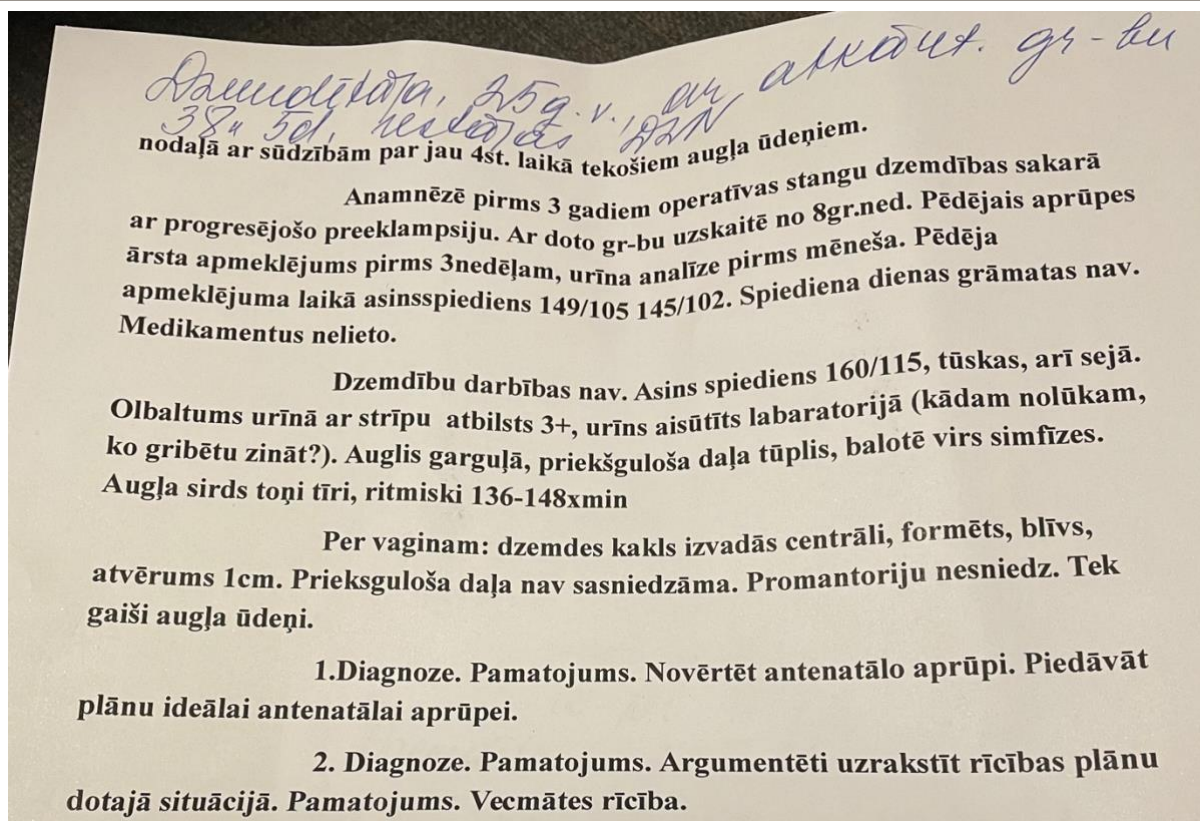 Dzemdētāja, 25g.v., ar atkārt. gr-bu
38n 5d, iestājās DZN
nodaļā ar sūdzībām par jau 4st. laikā tekošiem augļa ūdeņiem.
Anamnēzē pirms 3 gadiem operatīvas stangu dzemdības sakarā
ar progresējošo preeklampsiju. Ar doto gr-bu uzskaitē no 8gr.ned. Pēdējais aprūpes
ārsta apmeklējums pirms 3nedēļam, urīna analīze pirms mēneša. Pēdēja
apmeklējuma laikā asinsspiediens 149/105 145/102. Spiediena dienas grāmatas nav.
Medikamentus nelieto.
Dzemdību darbības nav. Asins spiediens 160/115, tūskas, arī sejā.
Olbaltums urīnā ar strīpu atbilsts 3+, urīns aisūtīts labaratorijā (kādam nolūkam,
ko gribētu zināt?). Auglis garguļā, priekšguloša daļa tūplis, balotē virs simfīzes.
Augļa sirds toņi tīri, ritmiski 136-148xmin
Per vaginam: dzemdes kakls izvadās centrāli, formēts, blīvs,
atvērums 1cm. Prieksguloša daļa nav sasniedzāma. Promantoriju nesniedz. Tek
gaiši augļa ūdeņi.
1.Diagnoze. Pamatojums. Novērtēt antenatālo aprūpi. Piedāvāt
plānu ideālai antenatālai aprūpei.
2. Diagnoze. Pamatojums. Argumentēti uzrakstīt rīcības plānu
dotajā situācijā. Pamatojums. Vecmātes rīcība.